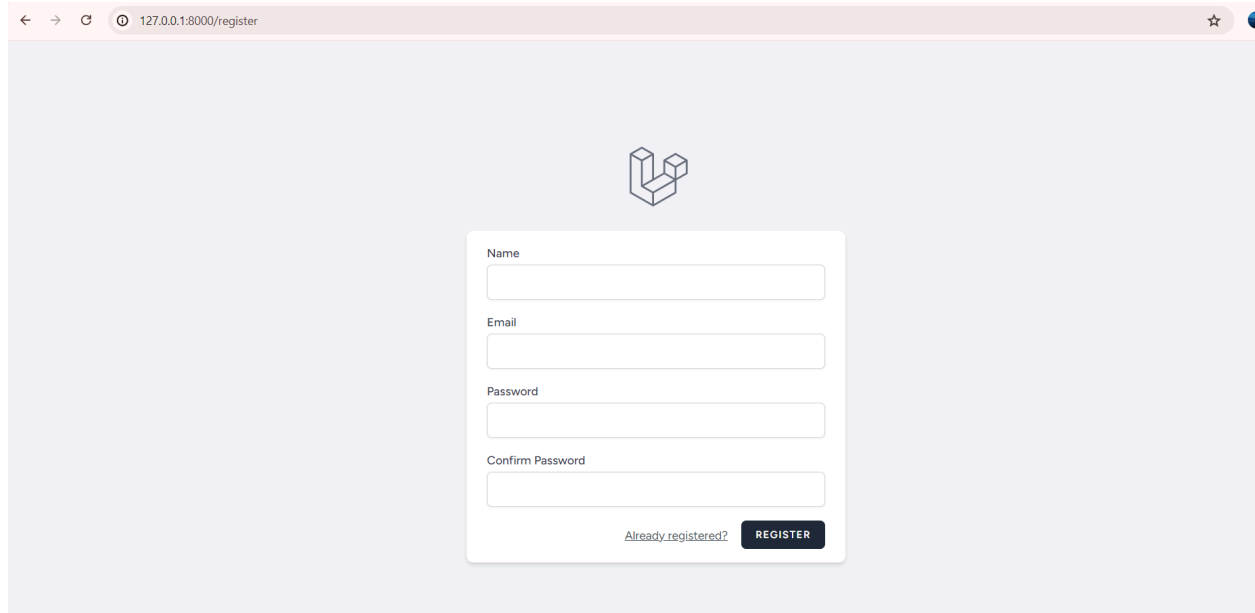 127.0.0.1:8000/register
Name
Email
Password
Confirm Password
Already registered? REGISTER